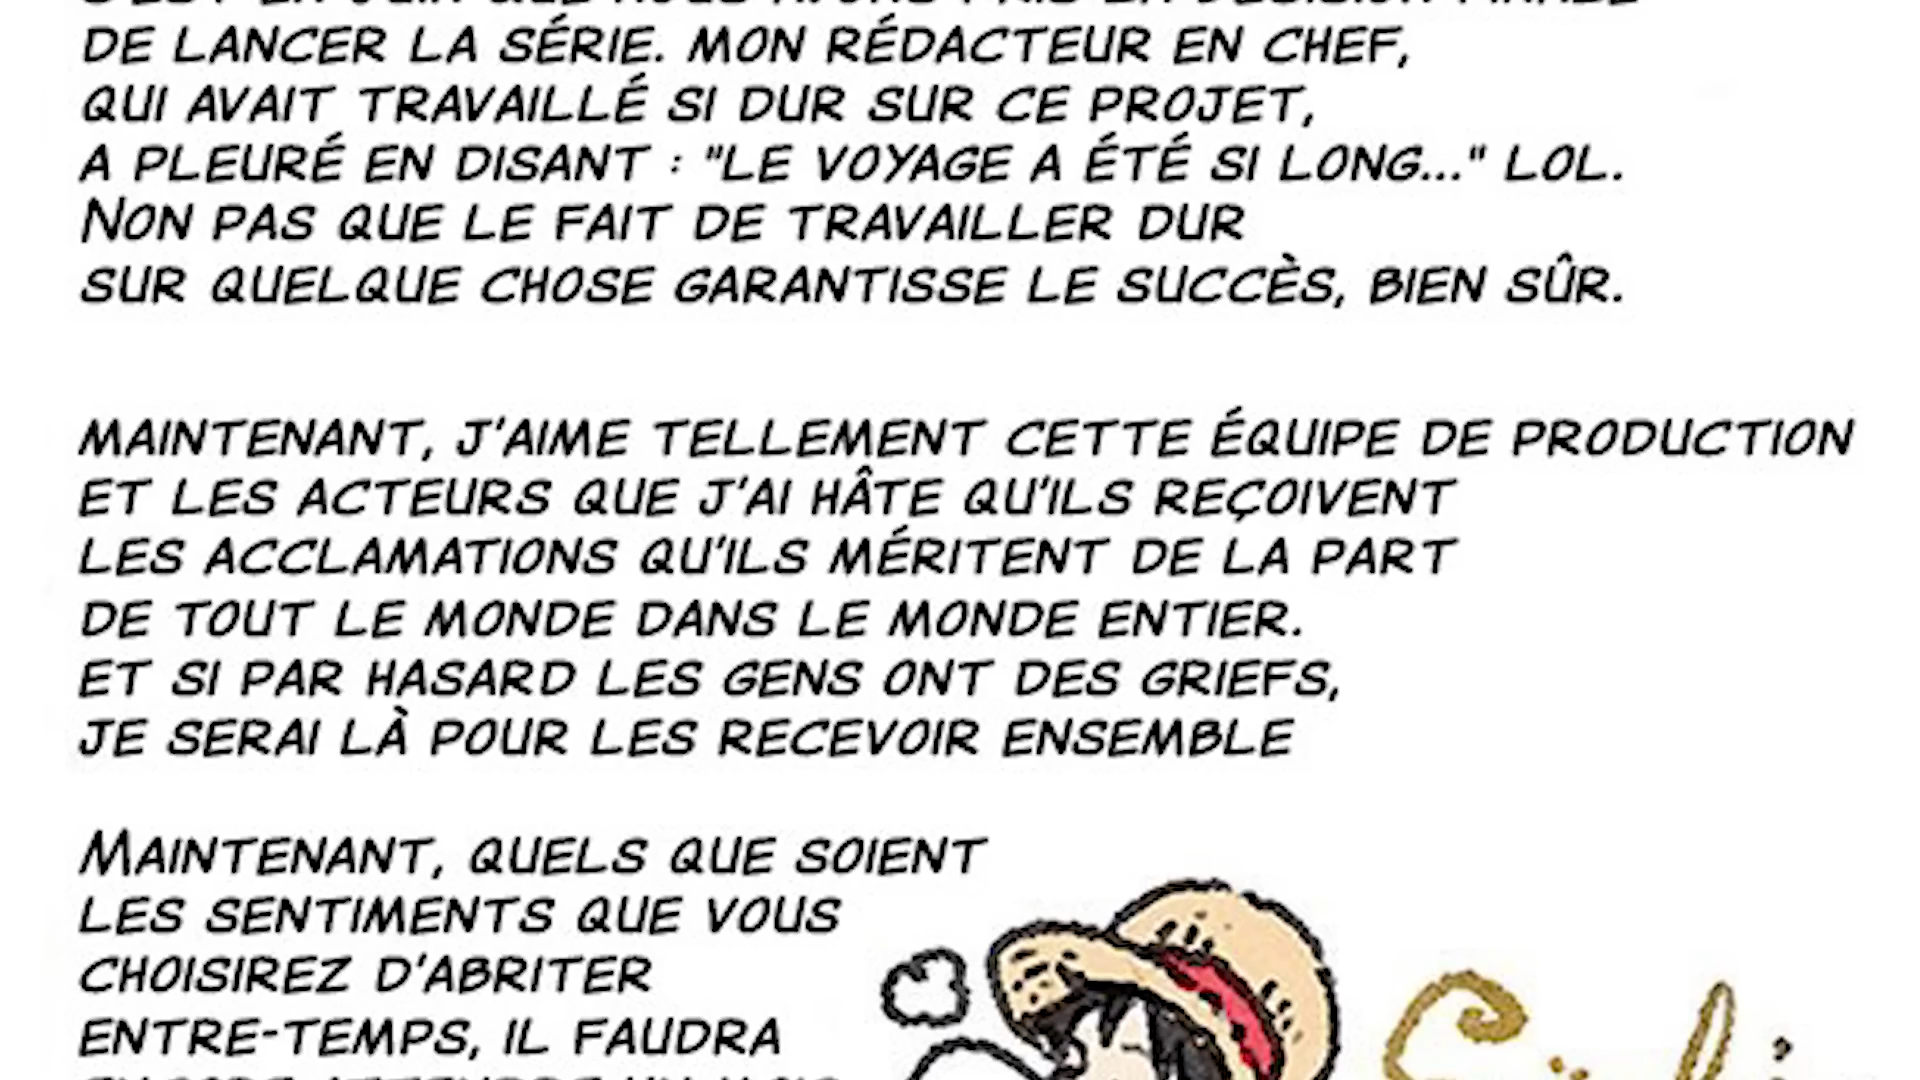 DE LANCER LA SÉRIE. MON RÉDACTEUR EN CHEF,
QUI AVAIT TRAVAILLÉ SI DUR SUR CE PROJET,
A PLEURÉ EN DISANT : "LE VOYAGE A ÉTÉ SI LONG..." LOL.
NON PAS QUE LE FAIT DE TRAVAILLER DUR
SUR QUELQUE CHOSE GARANTISSE LE SUCCÈS, BIEN SÛR.
MAINTENANT, J'AIME TELLEMENT CETTE ÉQUIPE DE PRODUCTION
ET LES ACTEURS QUE J'AI HÂTE QU'ILS REÇOIVENT
LES ACCLAMATIONS QU'ILS MÉRITENT DE LA PART
DE TOUT LE MONDE DANS LE MONDE ENTIER.
ET SI PAR HASARD LES GENS ONT DES GRIEFS,
JE SERAI LÀ POUR LES RECEVOIR ENSEMBLE
MAINTENANT, QUELS QUE SOIENT
LES SENTIMENTS QUE VOUS
CHOISIREZ D'ABRITER
ENTRE-TEMPS, IL FAUDRA